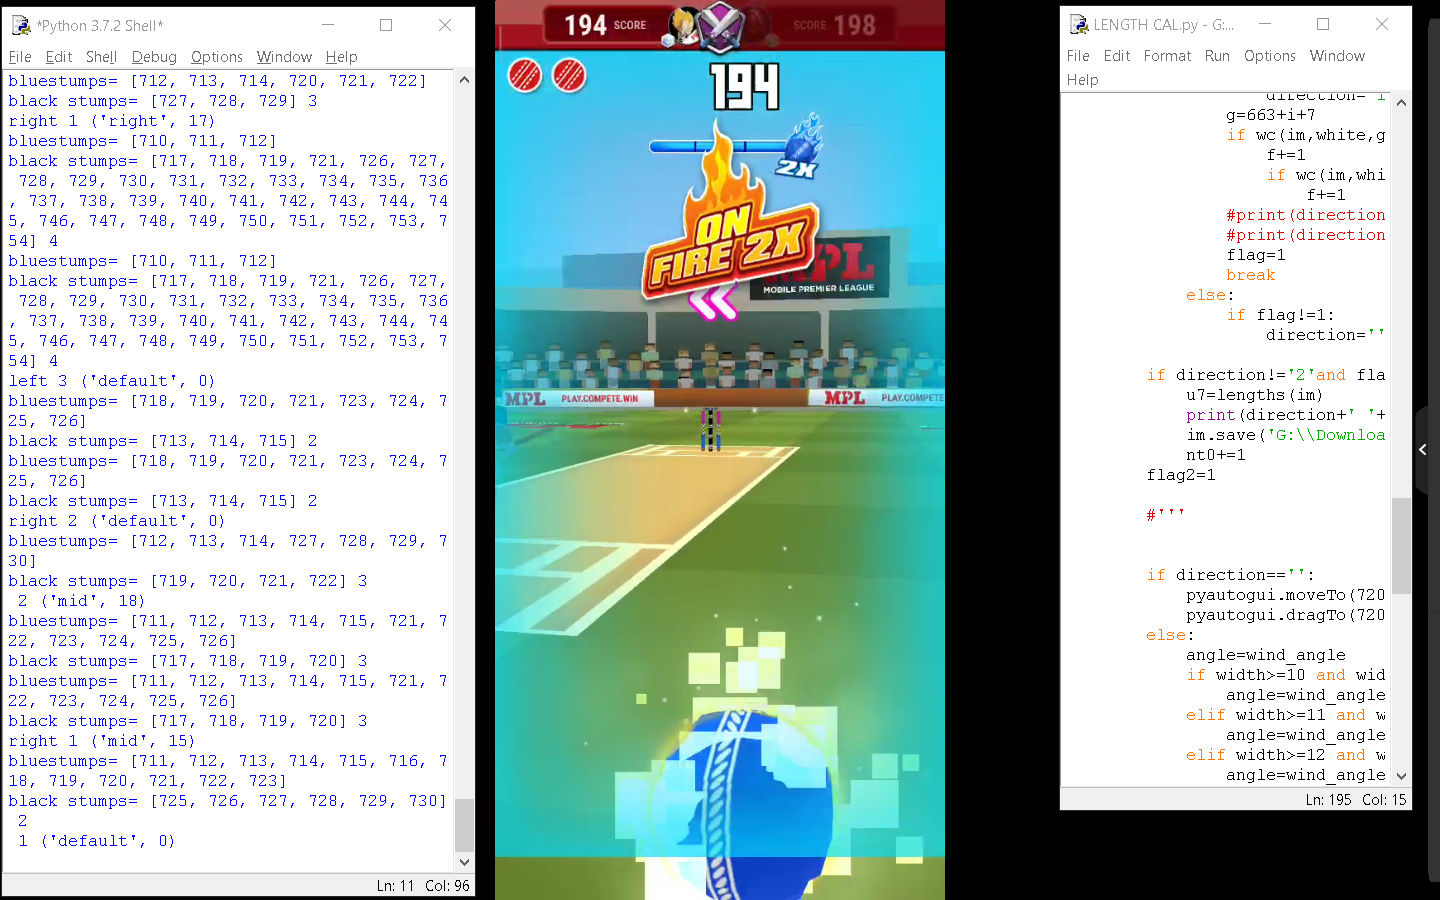 *Python 3.7.2 Shell*
File Edit Shell Debug Options Window Help
bluestumps= [712, 713, 714, 720, 721, 722]
black stumps= [727, 728, 729] 3
right 1 ('right', 17)
bluestumps= [710, 711, 712]
black stumps= [717, 718, 719, 721, 726, 727,
728, 729, 730, 731, 732, 733, 734, 735, 736
, 737, 738, 739, 740, 741, 742, 743, 744, 74
5, 746, 747, 748, 749, 750, 751, 752, 753, 7
54] 4
bluestumps= [710, 711, 712]
black stumps= [717, 718, 719, 721, 726, 727,
728, 729, 730, 731, 732, 733, 734, 735, 736
, 737, 738, 739, 740, 741, 742, 743, 744, 74
5, 746, 747, 748, 749, 750, 751, 752, 753, 7
54] 4
left 3 ('default', 0)
bluestumps= [718, 719, 720, 721, 723, 724, 7
25, 726]
black stumps= [713, 714, 715] 2
bluestumps= [718, 719, 720, 721, 723, 724, 7
25, 726]
black stumps= [713, 714, 715] 2
right 2 ('default', 0)
bluestumps= [712, 713, 714, 727, 728, 729, 7
30]
black stumps= [719, 720, 721, 722] 3
2 ('mid', 18)
bluestumps= [711, 712, 713, 714, 715, 721, 7
22, 723, 724, 725, 726]
black stumps= [717, 718, 719, 720] 3
bluestumps= [711, 712, 713, 714, 715, 721, 7
22, 723, 724, 725, 726]
black stumps= [717, 718, 719, 720] 3
right 1 ('mid', 15)
bluestumps= [711, 712, 713, 714, 715, 716, 7
18, 719, 720, 721, 722, 723]
black stumps= [725, 726, 727, 728, 729, 730]
2
1 ('default', 0)
Ln: 11 Col: 96
194 SCORE
SCORE 198
194
2X
ON
FIRE 2X
MPL
MOBILE PREMIER LEAGUE
MPL PLAY.COMPETE.WIN
MPL PLAY.COMPETE
LENGTH CAL.py - G:...
File Edit Format Run Options Window
Help
direction='i
g=663+i+7
if wc(im,white,g
f+=1
if wc(im,whi
f+=1
#print(direction
#print(direction
flag=1
break
else:
if flag!=1:
direction=''
if direction!='2'and fla
u7=lengths(im)
print(direction+' '+
im.save('G:\\Downloa
nt0+=1
flag2=1
#'''
if direction=='':
pyautogui.moveTo(720
pyautogui.dragTo(720
else:
angle=wind_angle
if width>=10 and wid
angle=wind_angle
elif width>=11 and w
angle=wind_angle
elif width>=12 and w
angle=wind_angle
Ln: 195 Col: 15